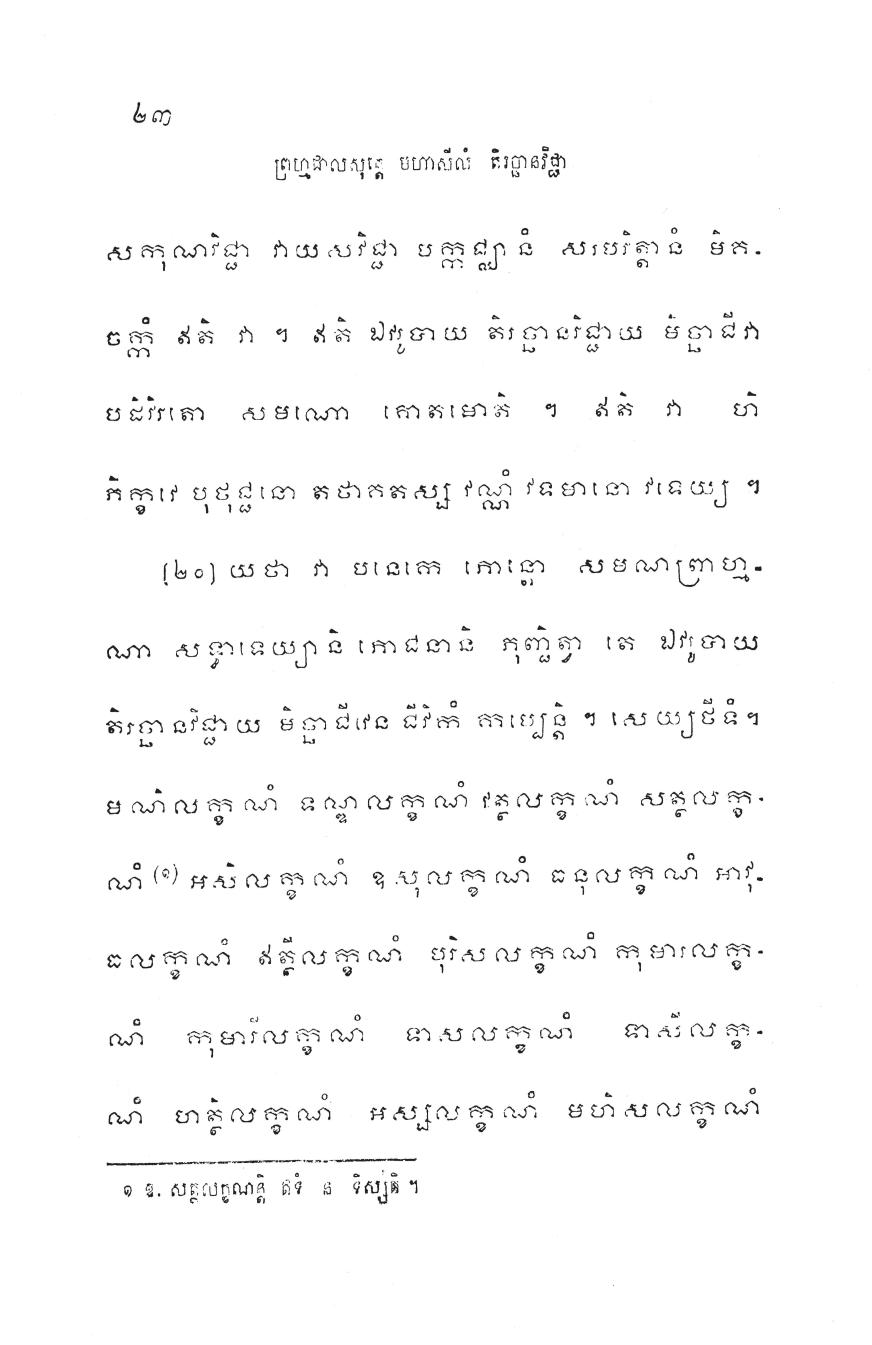 ២៣
ព្រហ្មជាលសុត្តេ មហាសីលំ តិរច្ឆានវិជ្ជា
សកុណវិជ្ជា វាយសវិជ្ជា បក្កជ្ឈានំ សរបរិត្តានំ មិគ-
ចក្កំ ឥតិ វា ។ ឥតិ ឯវរូបាយ តិរច្ឆានវិជ្ជាយ មិច្ឆាជីវា
បដិវិរតោ សមណោ គោតមោតិ ។ ឥតិ វា ហិ
ភិក្ខវេ បុថុជ្ជនោ តថាគតស្ស វណ្ណំ វទមានោ វទេយ្យ ។
[២០] យថា វា បនេកេ ភោន្តោ សមណព្រាហ្ម-
ណា សទ្ធាទេយ្យានិ ភោជនានិ ភុញ្ជិត្វា តេ ឯវរូបាយ
តិរច្ឆានវិជ្ជាយ មិច្ឆាជីវេន ជីវិកំ កប្បេន្តិ ។ សេយ្យថីទំ។
មណិលក្ខណំ ទណ្ឌលក្ខណំ វត្ថលក្ខណំ សត្ថលក្ខ-
ណំ (១) អសិលក្ខណំ ឧសុលក្ខណំ ធនុលក្ខណំ អាវុ-
ធលក្ខណំ ឥត្ថីលក្ខណំ បុរិសលក្ខណំ កុមារលក្ខ-
ណំ កុមារីលក្ខណំ ទាសលក្ខណំ ទាសីលក្ខ-
ណំ ហត្ថិលក្ខណំ អស្សលក្ខណំ មហិសលក្ខណំ
១ ឱ. សត្ថលក្ខណន្តិ ឥទំ ន ទិស្សតិ ។